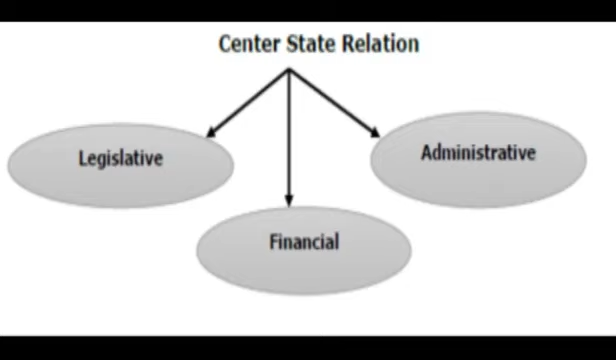 Center State Relation
Legislative
Administrative
Financial